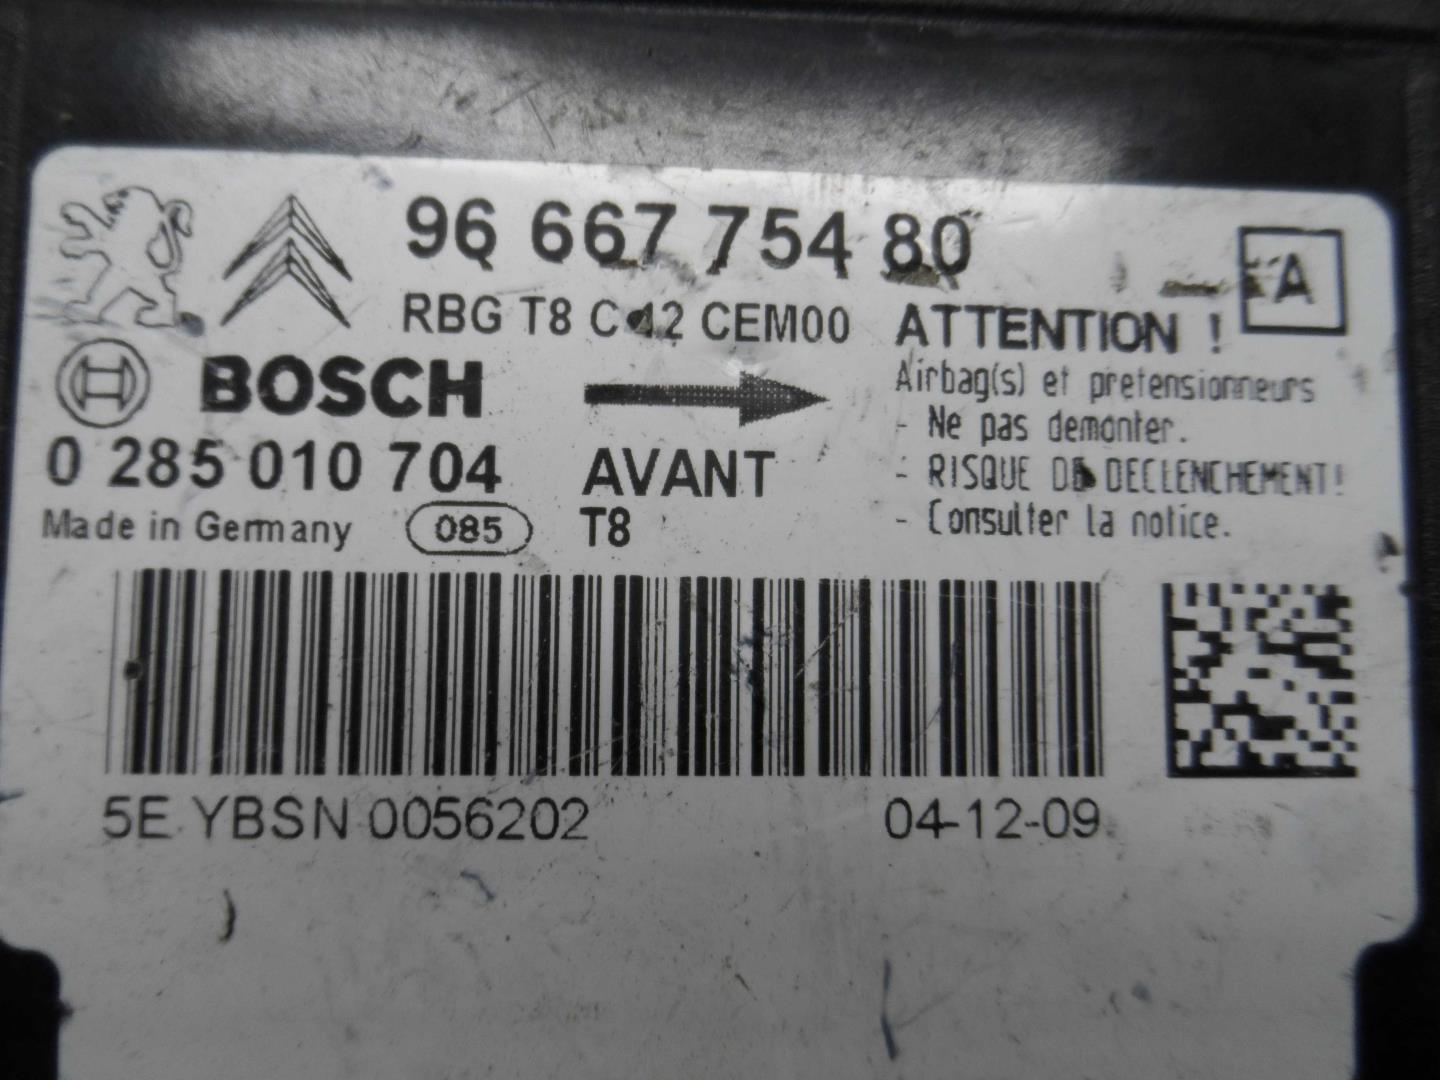 96 667 754 80
A
RBG T8 C 42 CEM00
ATTENTION !
BOSCH
Airbag(s) et pretensionneurs
- Ne pas demonter.
0 285 010 704
AVANT
- RISQUE DE DECLENCHEMENT!
Made in Germany
085
T8
- Consulter la notice.
5E YBSN 0056202
04-12-09